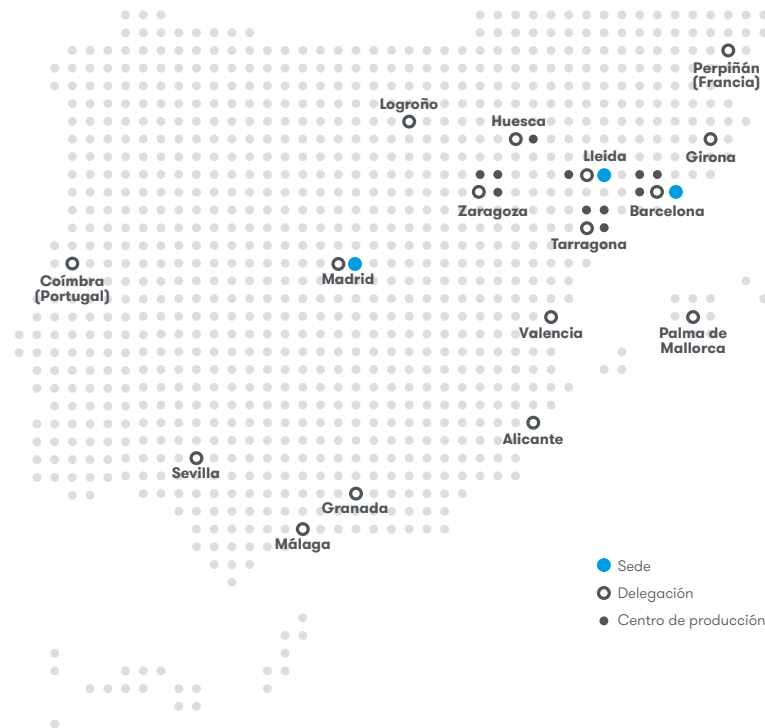 Perpiñán
(Francia)
Logroño
Huesca
Girona
Lleida
Zaragoza
Barcelona
Tarragona
Madrid
Coímbra
(Portugal)
Valencia
Palma de
Mallorca
Alicante
Sevilla
Granada
Málaga
Sede
Delegación
Centro de producción